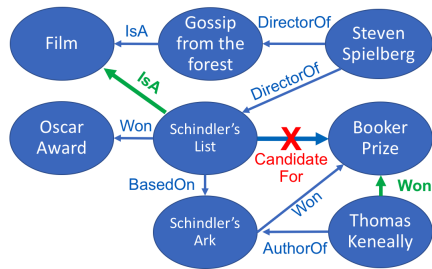 Film
IsA
Gossip
from the
forest
DirectorOf
Steven
Spielberg
IsA
DirectorOf
Oscar
Award
Won
Schindler's
List
Candidate
For
Booker
Prize
BasedOn
Won
Won
Schindler's
Ark
AuthorOf
Thomas
Keneally